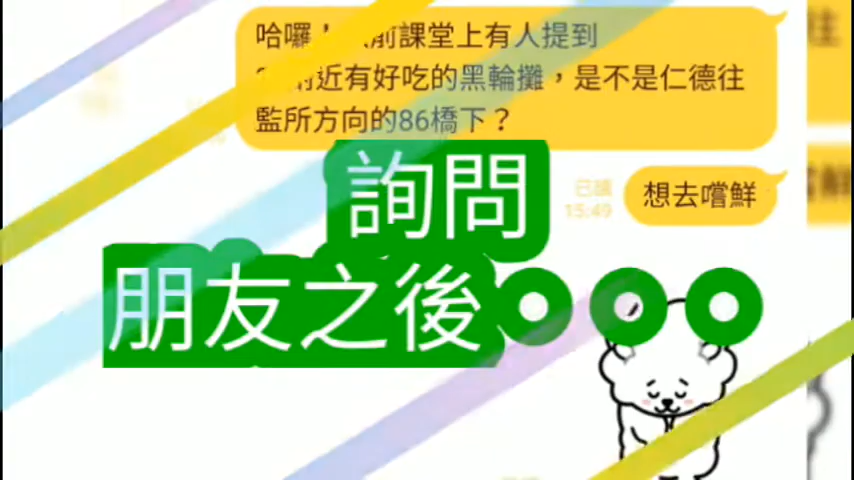 哈囉！ 前課堂上有人提到
附近有好吃的黑輪攤，是不是仁德往
監所方向的86橋下？
已讀
15:49
想去嚐鮮
詢問
朋友之後